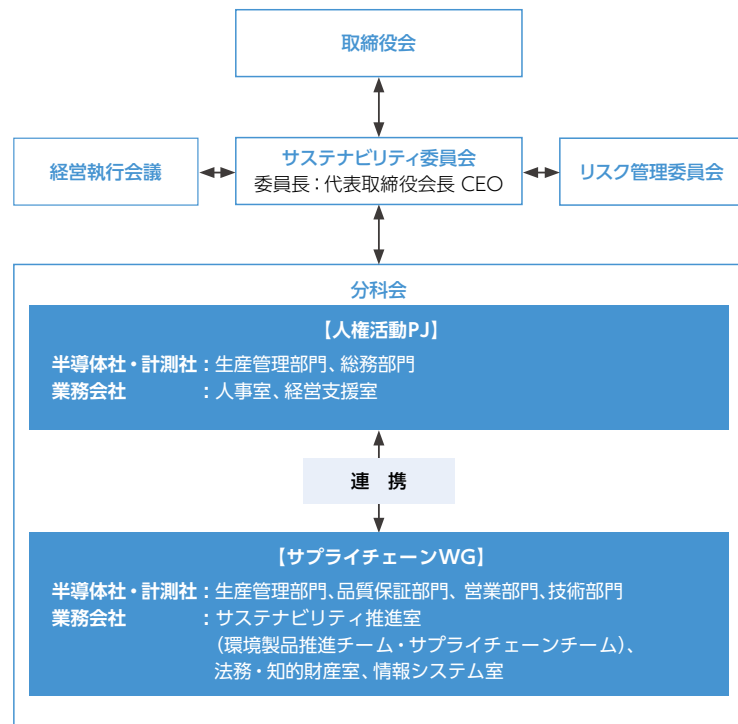 取締役会
経営執行会議
サステナビリティ委員会
委員長：代表取締役会長 CEO
リスク管理委員会
分科会
【人権活動PJ】
半導体社・計測社：生産管理部門、総務部門
業務会社：人事室、経営支援室
連 携
【サプライチェーンWG】
半導体社・計測社：生産管理部門、品質保証部門、営業部門、技術部門
業務会社：サステナビリティ推進室
（環境製品推進チーム・サプライチェーンチーム）、
法務・知的財産室、情報システム室